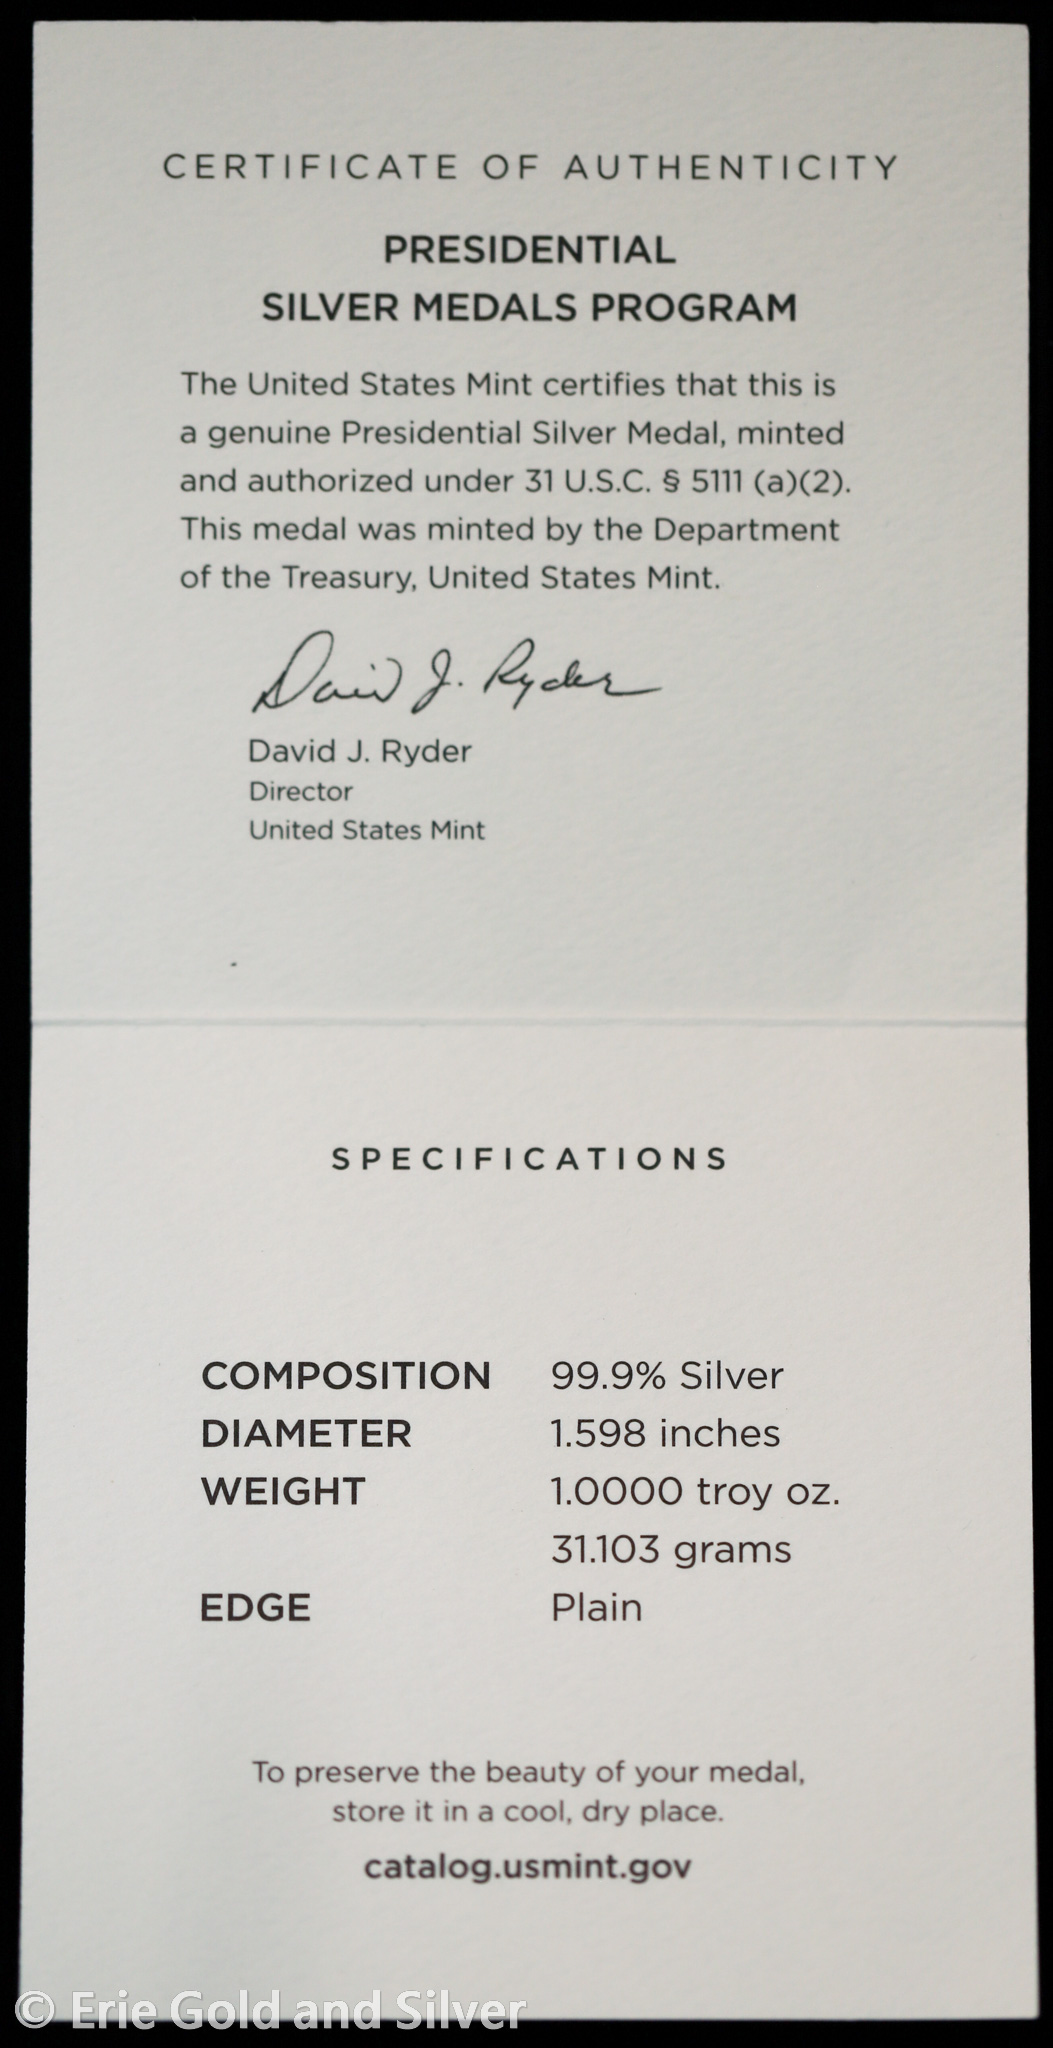 CERTIFICATE OF AUTHENTICITY
PRESIDENTIAL
SILVER MEDALS PROGRAM
The United States Mint certifies that this is
a genuine Presidential Silver Medal, minted
and authorized under 31 U.S.C. § 5111 (a)(2).
This medal was minted by the Department
of the Treasury, United States Mint.
David J. Ryder
David J. Ryder
Director
United States Mint
SPECIFICATIONS
COMPOSITION 99.9% Silver
DIAMETER 1.598 inches
WEIGHT 1.0000 troy oz.
31.103 grams
EDGE Plain
To preserve the beauty of your medal,
store it in a cool, dry place.
catalog.usmint.gov
© Erie Gold and Silver